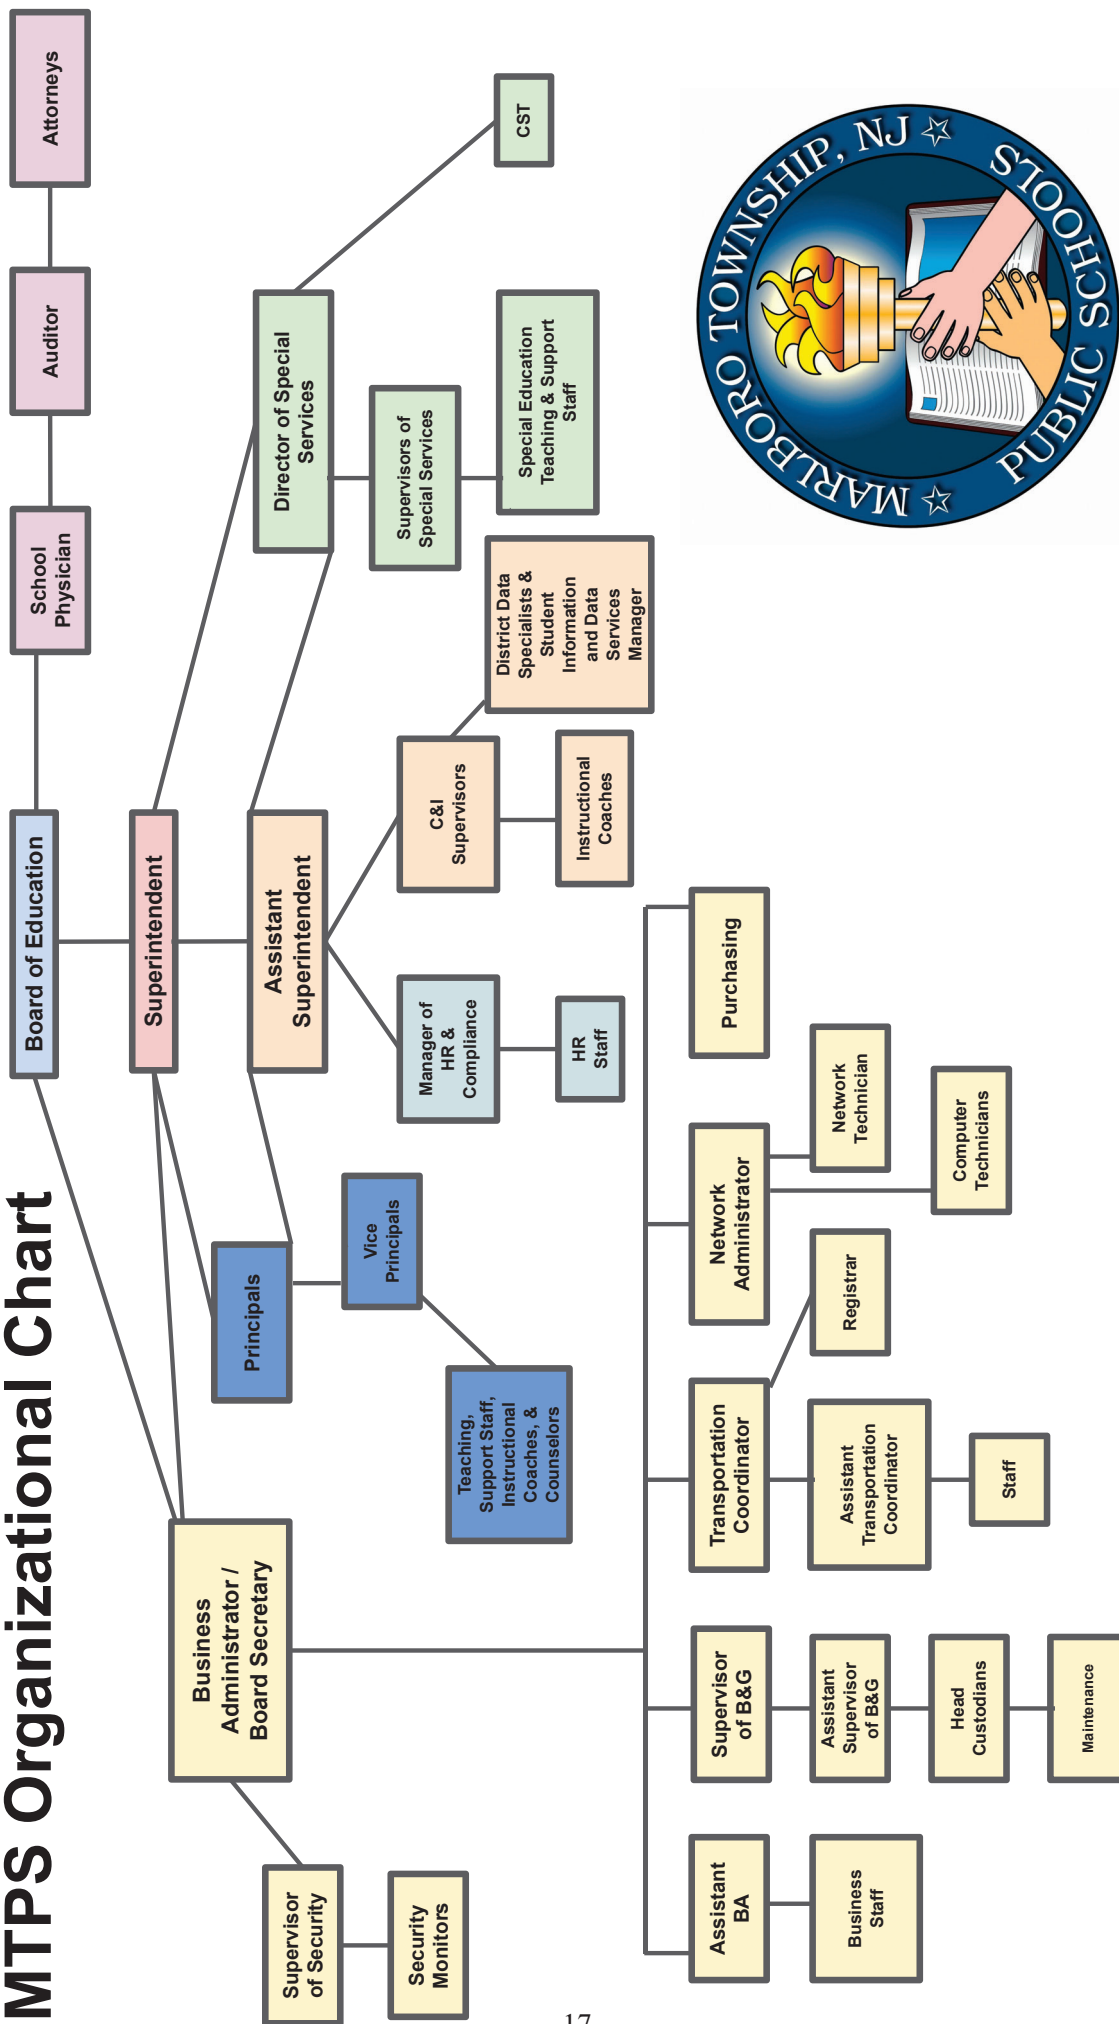 MTPS Organizational Chart
Board of Education
School
Physician
Auditor
Attorneys
Superintendent
Business
Administrator /
Board Secretary
Principals
Assistant
Superintendent
Director of Special
Services
Supervisor
of Security
Security
Monitors
Vice
Principals
Teaching,
Support Staff,
Instructional
Coaches, &
Counselors
Manager of
HR &
Compliance
HR
Staff
C&I
Supervisors
Instructional
Coaches
District Data
Specialists &
Student
Information
and Data
Services
Manager
Supervisors of
Special Services
Special Education
Teaching & Support
Staff
CST
Assistant
BA
Business
Staff
Supervisor
of B&G
Assistant
Supervisor
of B&G
Head
Custodians
Maintenance
Transportation
Coordinator
Assistant
Transportation
Coordinator
Staff
Registrar
Network
Administrator
Network
Technician
Computer
Technicians
Purchasing
MARLBORO TOWNSHIP, NJ
PUBLIC SCHOOLS
17